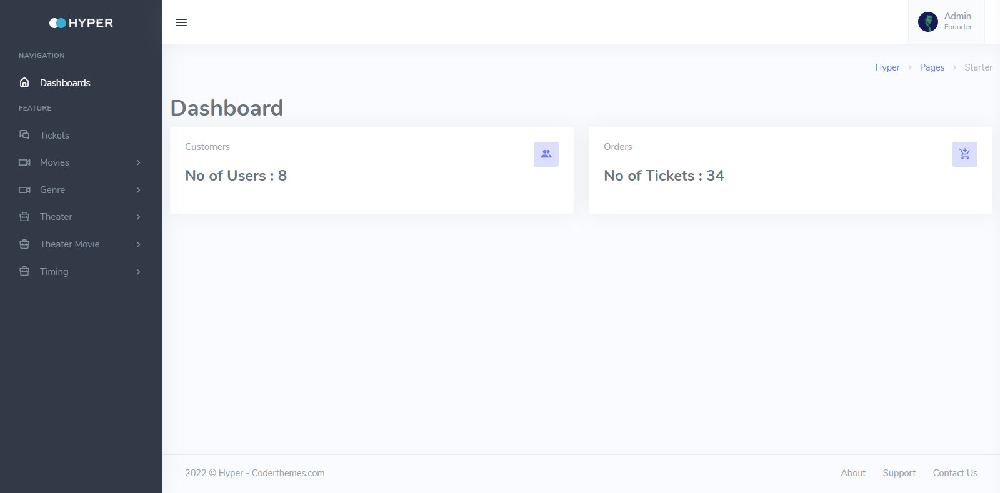 HYPER
NAVIGATION
Dashboards
FEATURE
Tickets
Movies
Genre
Theater
Theater Movie
Timing
Admin
Founder
Hyper > Pages > Starter
Dashboard
Customers
No of Users : 8
Orders
No of Tickets : 34
2022 © Hyper - Coderthemes.com
About Support Contact Us